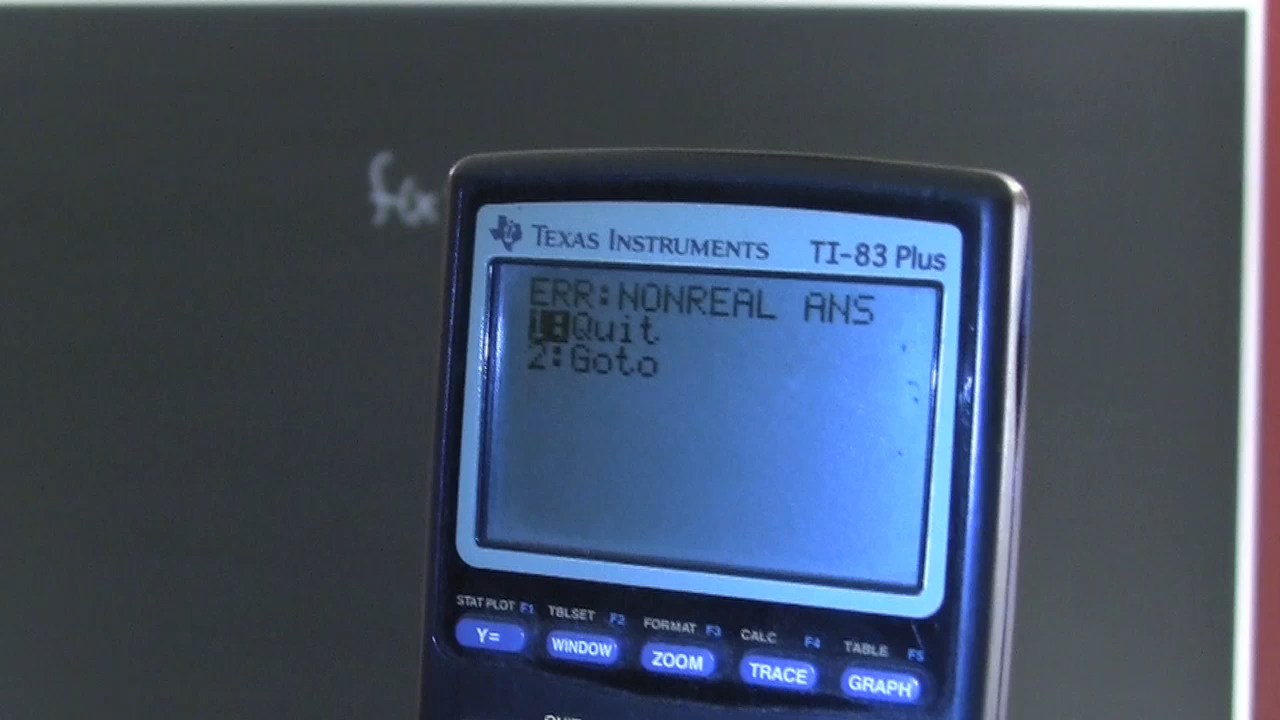 f(x
TEXAS INSTRUMENTS TI-83 Plus
ERR:NONREAL ANS
1:Quit
2:Goto
STAT PLOT F1 TBLSET F2 FORMAT F3 CALC F4 TABLE F5
Y= WINDOW ZOOM TRACE GRAPH